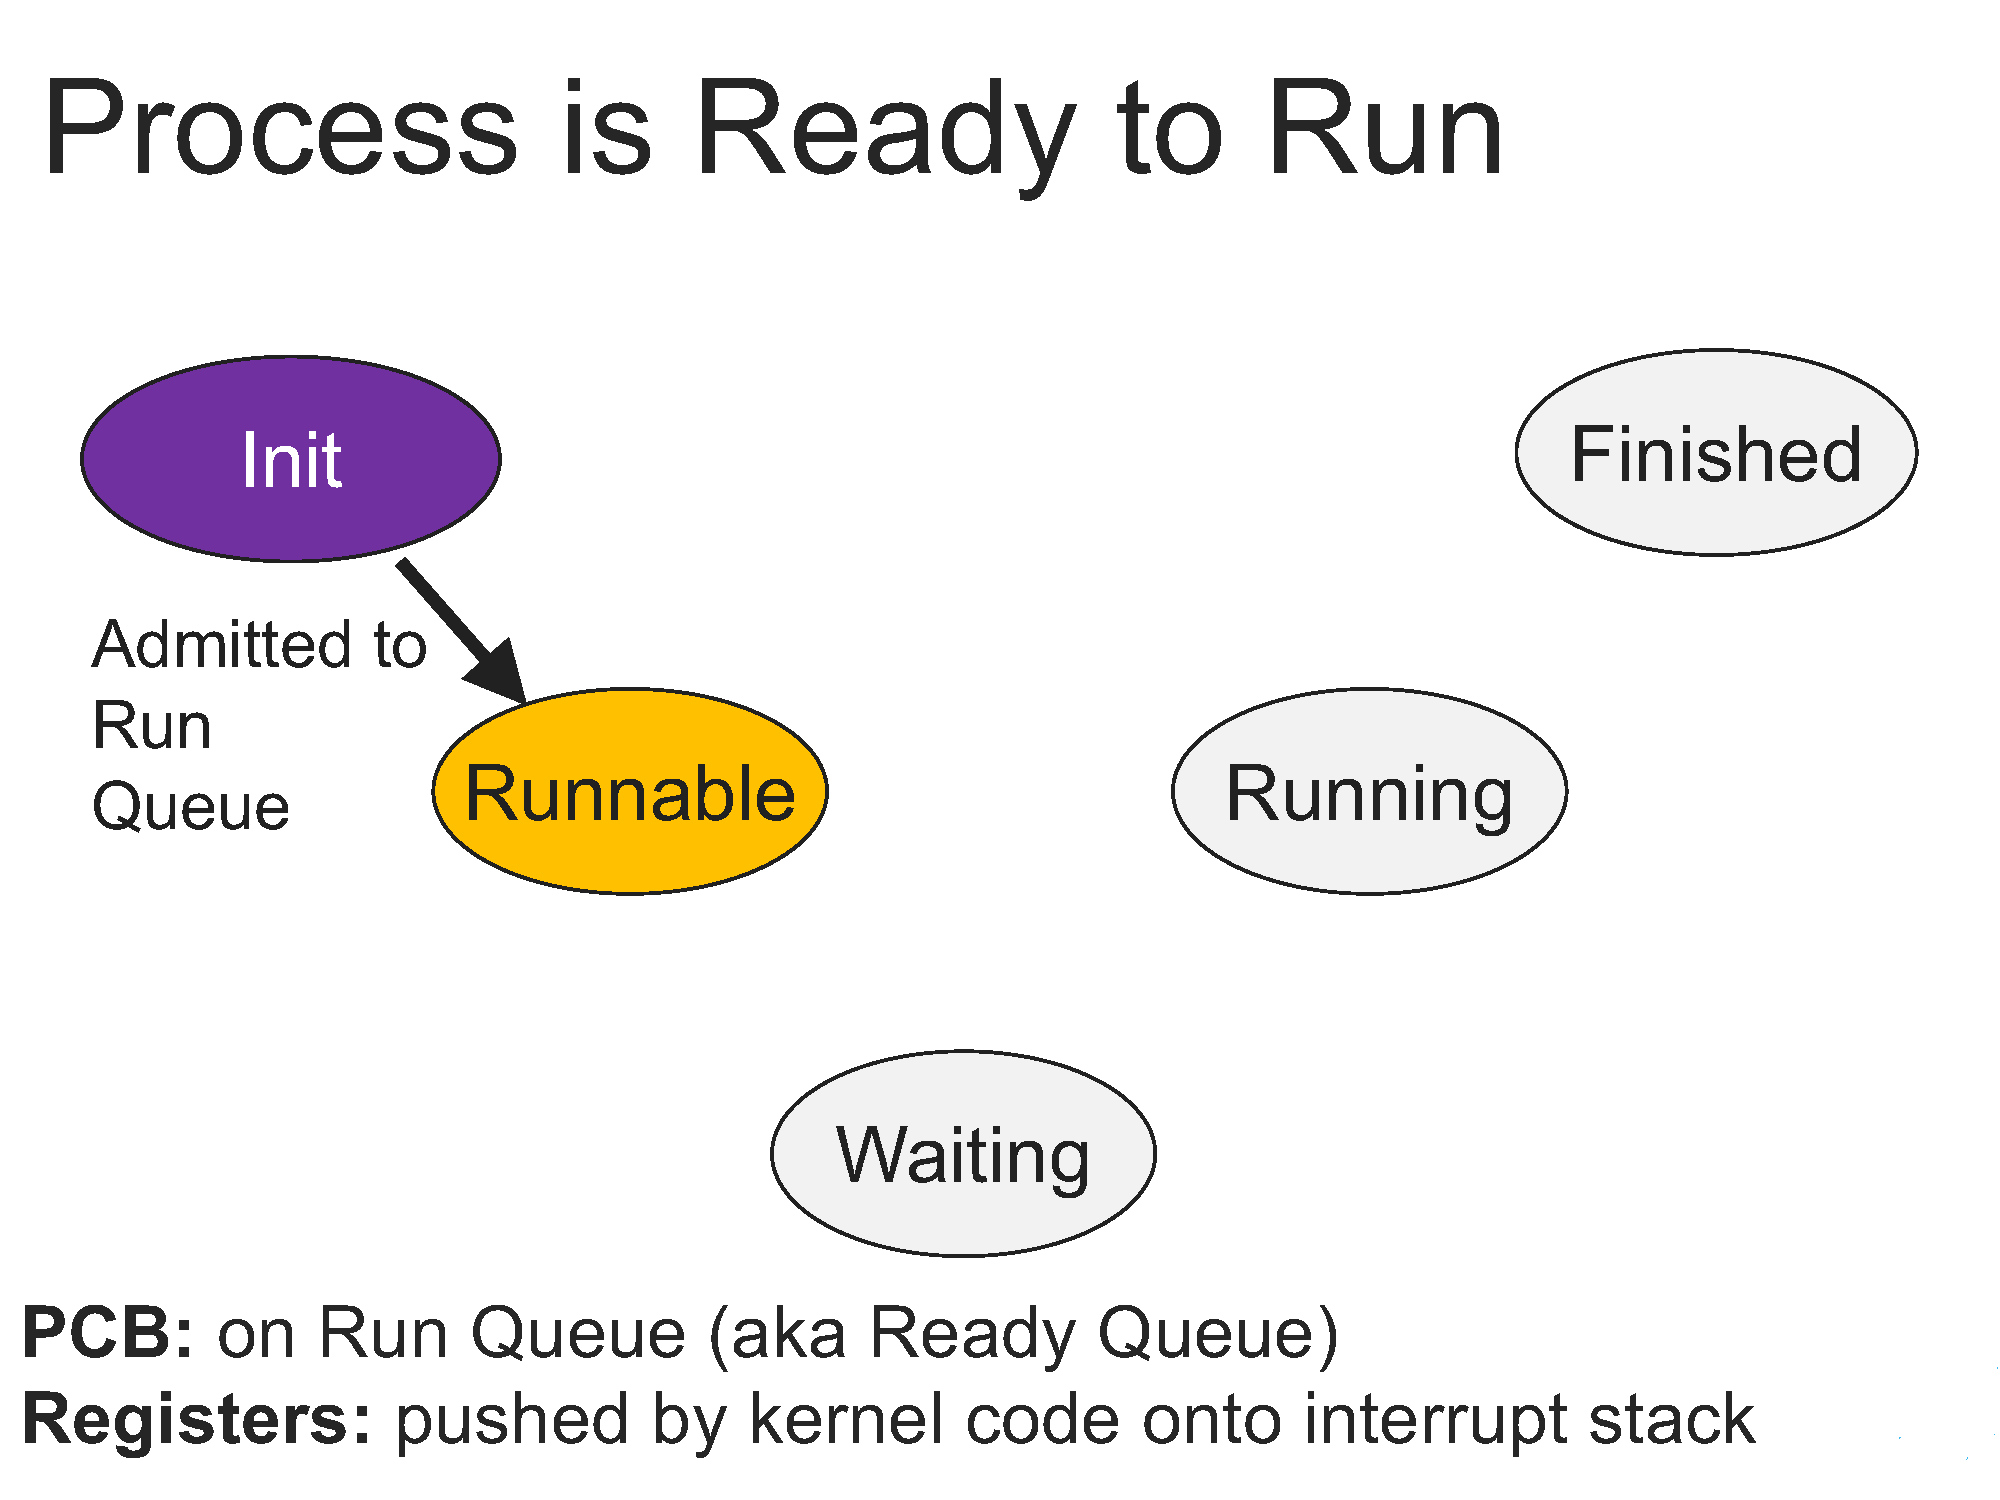 Process is Ready to Run
Init
Finished
Admitted to
Run
Queue
Runnable
Running
Waiting
PCB: on Run Queue (aka Ready Queue)
Registers: pushed by kernel code onto interrupt stack